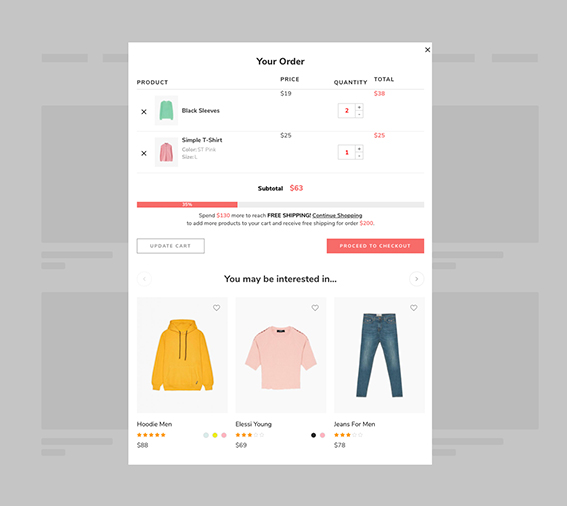 Your Order
PRODUCT PRICE QUANTITY TOTAL
Black Sleeves $19 2 + - $38
Simple T-Shirt $25 1 + - $25
Color: ST Pink
Size: L
Subtotal $63
35%
Spend $130 more to reach FREE SHIPPING! Continue Shopping
to add more products to your cart and receive free shipping for order $200.
UPDATE CART PROCEED TO CHECKOUT
You may be interested in...
Hoodie Men Elessi Young Jeans For Men
$88 $69 $78